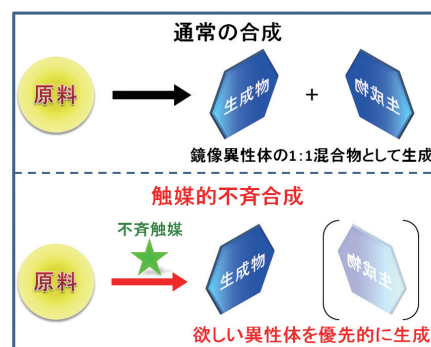 通常の合成
原料
生成物
+
生成物
鏡像異性体の1:1混合物として生成
触媒的不斉合成
不斉触媒
原料
生成物
生成物
欲しい異性体を優先的に生成